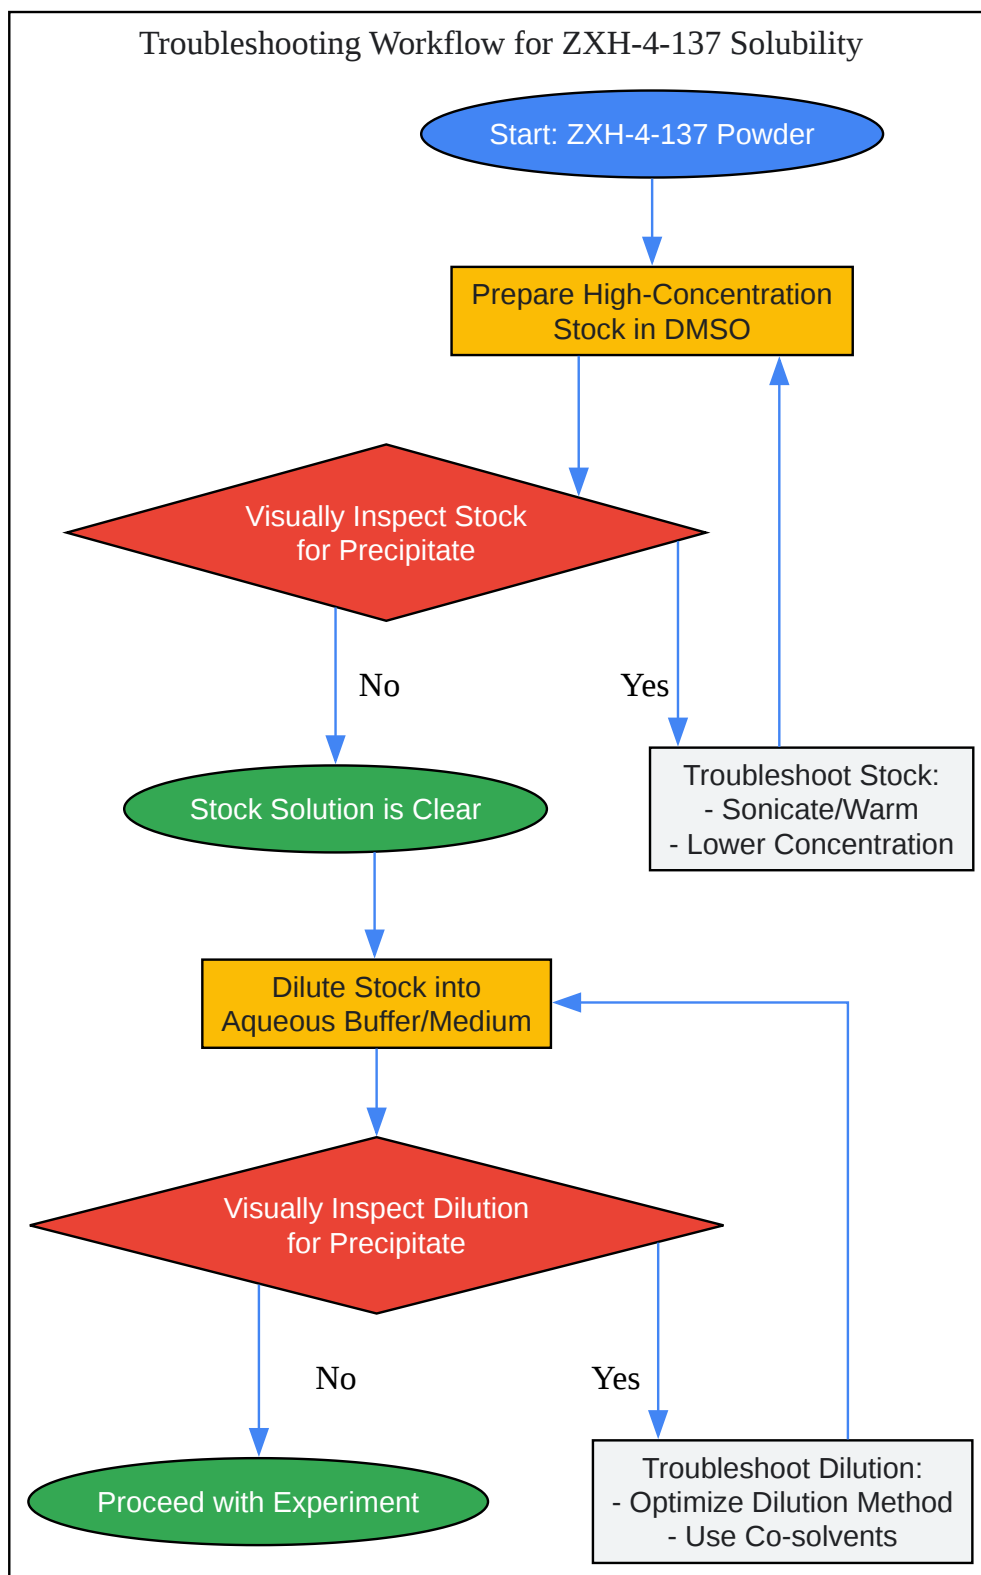 Troubleshooting Workflow for ZXH-4-137 Solubility
Start: ZXH-4-137 Powder
Prepare High-Concentration
Stock in DMSO
Visually Inspect Stock
for Precipitate
No
Yes
Troubleshoot Stock:
- Sonicate/Warm
- Lower Concentration
Stock Solution is Clear
Dilute Stock into
Aqueous Buffer/Medium
Visually Inspect Dilution
for Precipitate
No
Yes
Troubleshoot Dilution:
- Optimize Dilution Method
- Use Co-solvents
Proceed with Experiment